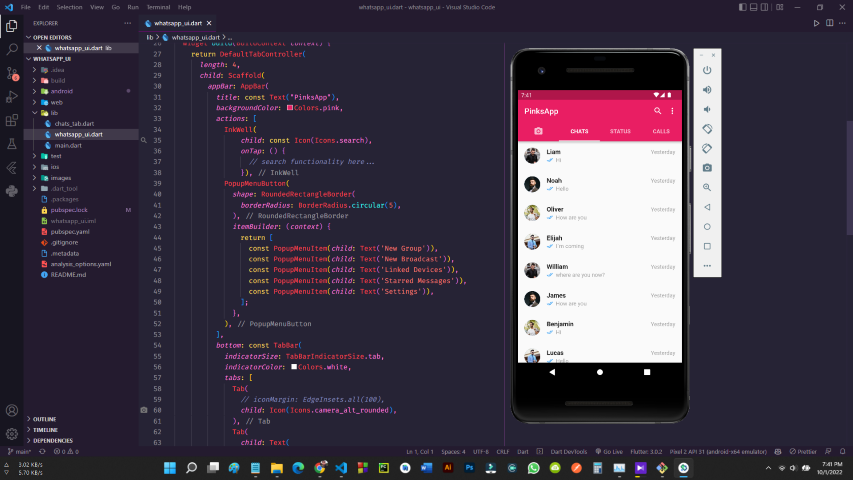 File Edit Selection View Go Run Terminal Help
whatsapp_ui.dart - whatsapp_ui - Visual Studio Code
EXPLORER
OPEN EDITORS
whatsapp_ui.dart lib
WHATSAPP_UI
.idea
build
android
web
lib
chats_tab.dart
whatsapp_ui.dart
main.dart
test
ios
images
.dart_tool
.packages
pubspec.lock M
whatsapp_ui.iml
pubspec.yaml
.gitignore
.metadata
analysis_options.yaml
README.md
OUTLINE
TIMELINE
DEPENDENCIES
whatsapp_ui.dart
lib > whatsapp_ui.dart > ...
27 return DefaultTabController(
28 length: 4,
29 child: Scaffold(
30 appBar: AppBar(
31 title: const Text("PinksApp"),
32 backgroundColor: Colors.pink,
33 actions: [
34 InkWell(
35 child: const Icon(Icons.search),
36 onTap: () {
37 // search functionality here...
38 }), // InkWell
39 PopupMenuButton(
40 shape: RoundedRectangleBorder(
41 borderRadius: BorderRadius.circular(5),
42 ), // RoundedRectangleBorder
43 itemBuilder: (context) {
44 return [
45 const PopupMenuItem(child: Text('New Group')),
46 const PopupMenuItem(child: Text('New Broadcast')),
47 const PopupMenuItem(child: Text('Linked Devices')),
48 const PopupMenuItem(child: Text('Starred Messages')),
49 const PopupMenuItem(child: Text('Settings')),
50 ];
51 },
52 ), // PopupMenuButton
53 ],
54 bottom: const TabBar(
55 indicatorSize: TabBarIndicatorSize.tab,
56 indicatorColor: Colors.white,
57 tabs: [
58 Tab(
59 // iconMargin: EdgeInsets.all(100),
60 child: Icon(Icons.camera_alt_rounded),
61 ), // Tab
62 Tab(
63 child: Text(
7:41
PinksApp
CHATS STATUS CALLS
Liam Yesterday
Hi
Noah Yesterday
Hello
Oliver Yesterday
How are you
Elijah Yesterday
I'm coming
William Yesterday
where are you now?
James Yesterday
How are you
Benjamin Yesterday
Hi
Lucas Yesterday
Hello
main* 0 0
Ln 1, Col 1 Spaces: 4 UTF-8 CRLF Dart Dart DevTools Go Live Flutter: 3.0.2 Pixel 2 API 31 (android-x64 emulator) Prettier
3.02 KB/s
5.70 KB/s
7:41 PM
10/1/2022